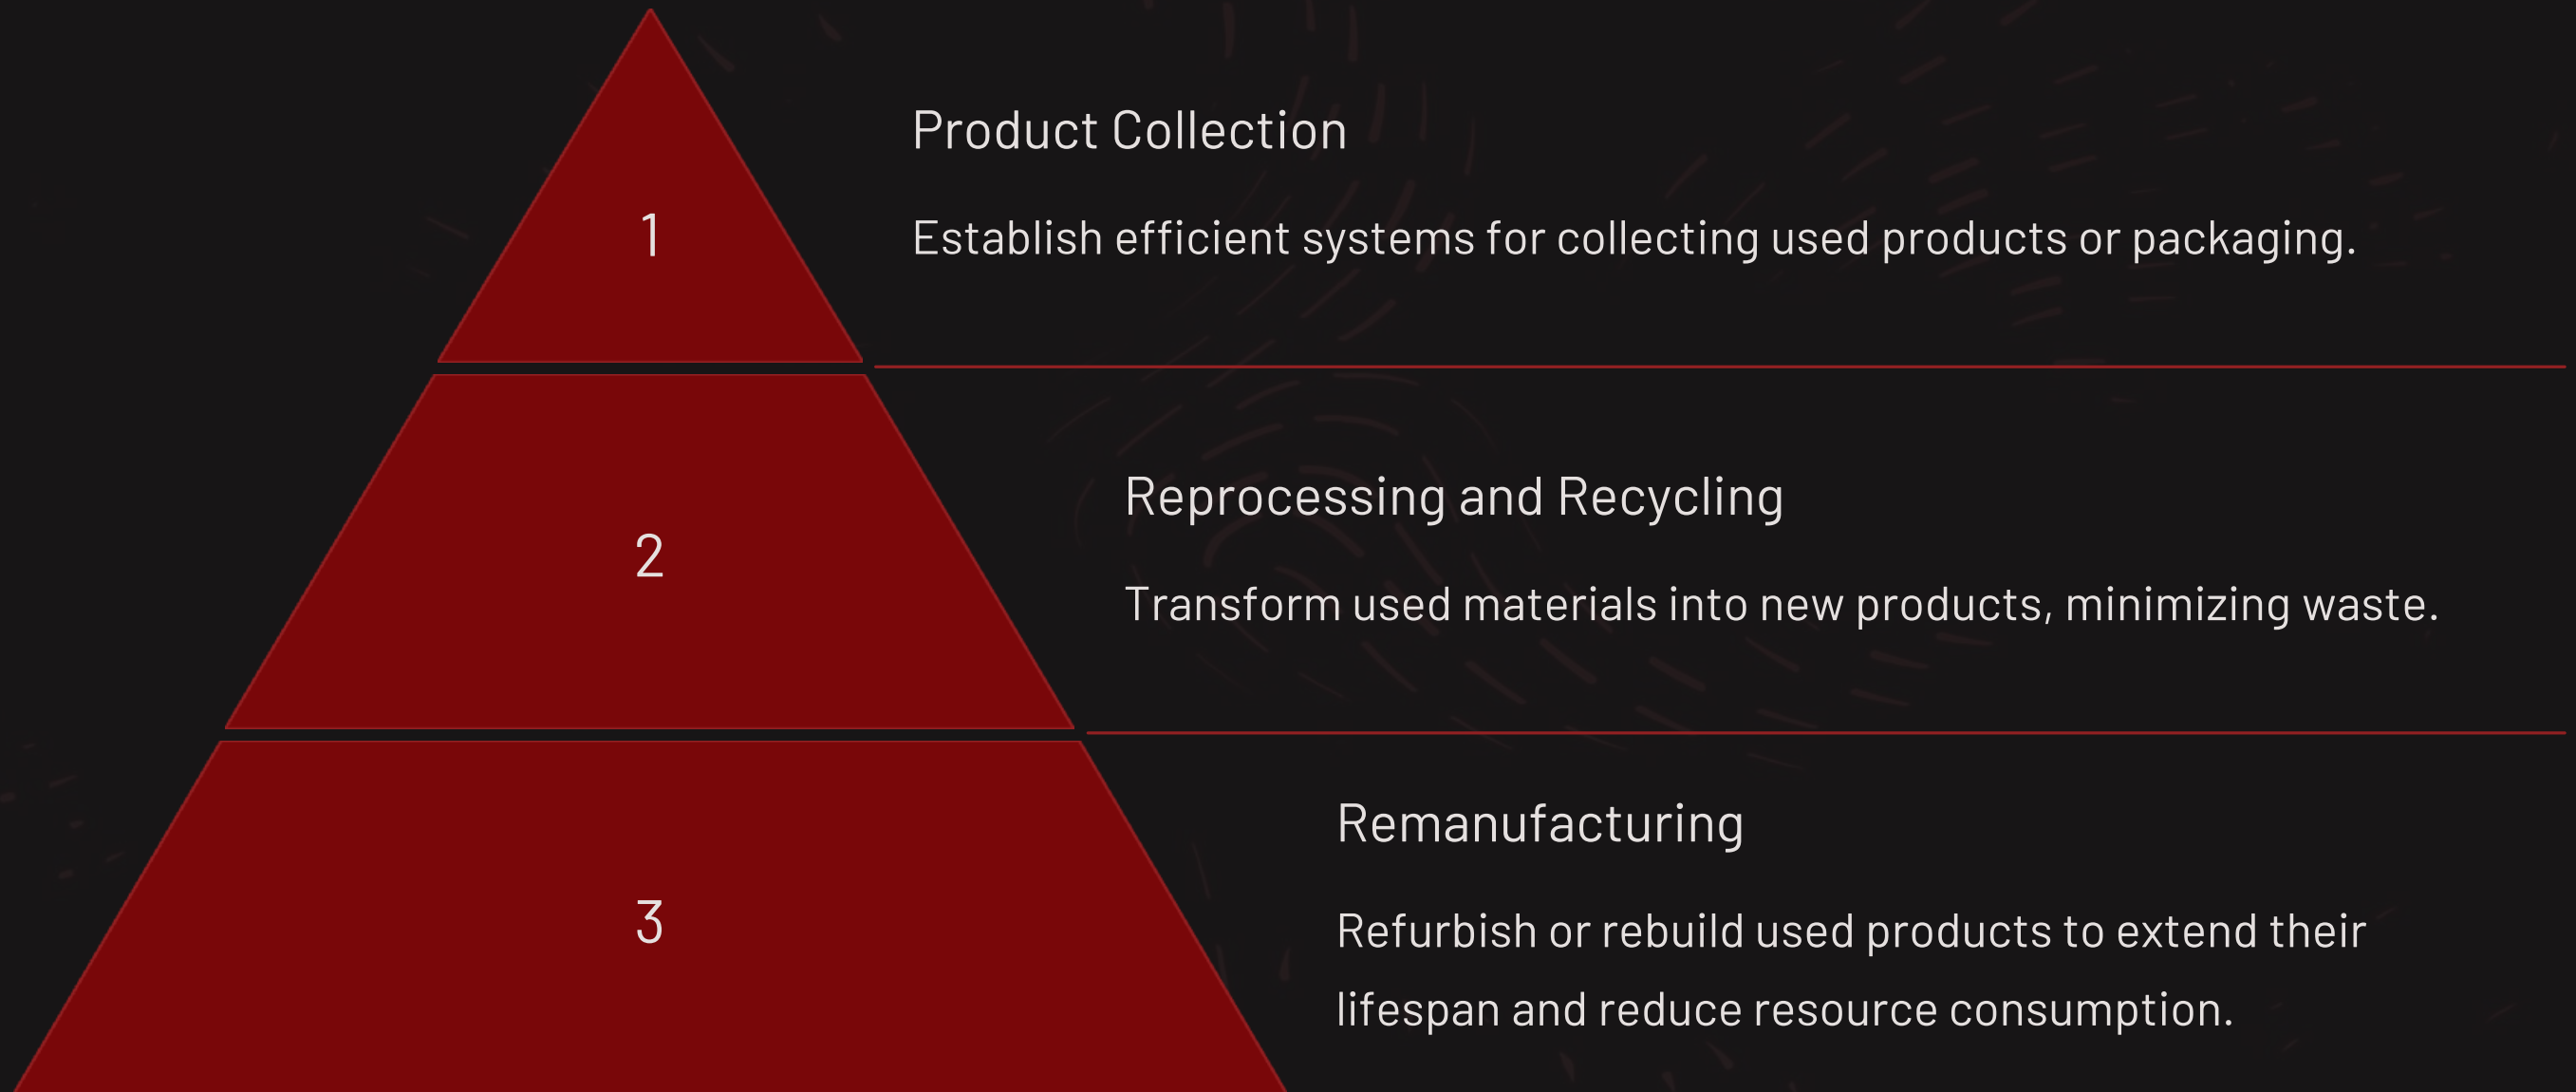 1
Product Collection
Establish efficient systems for collecting used products or packaging.
2
Reprocessing and Recycling
Transform used materials into new products, minimizing waste.
3
Remanufacturing
Refurbish or rebuild used products to extend their
lifespan and reduce resource consumption.